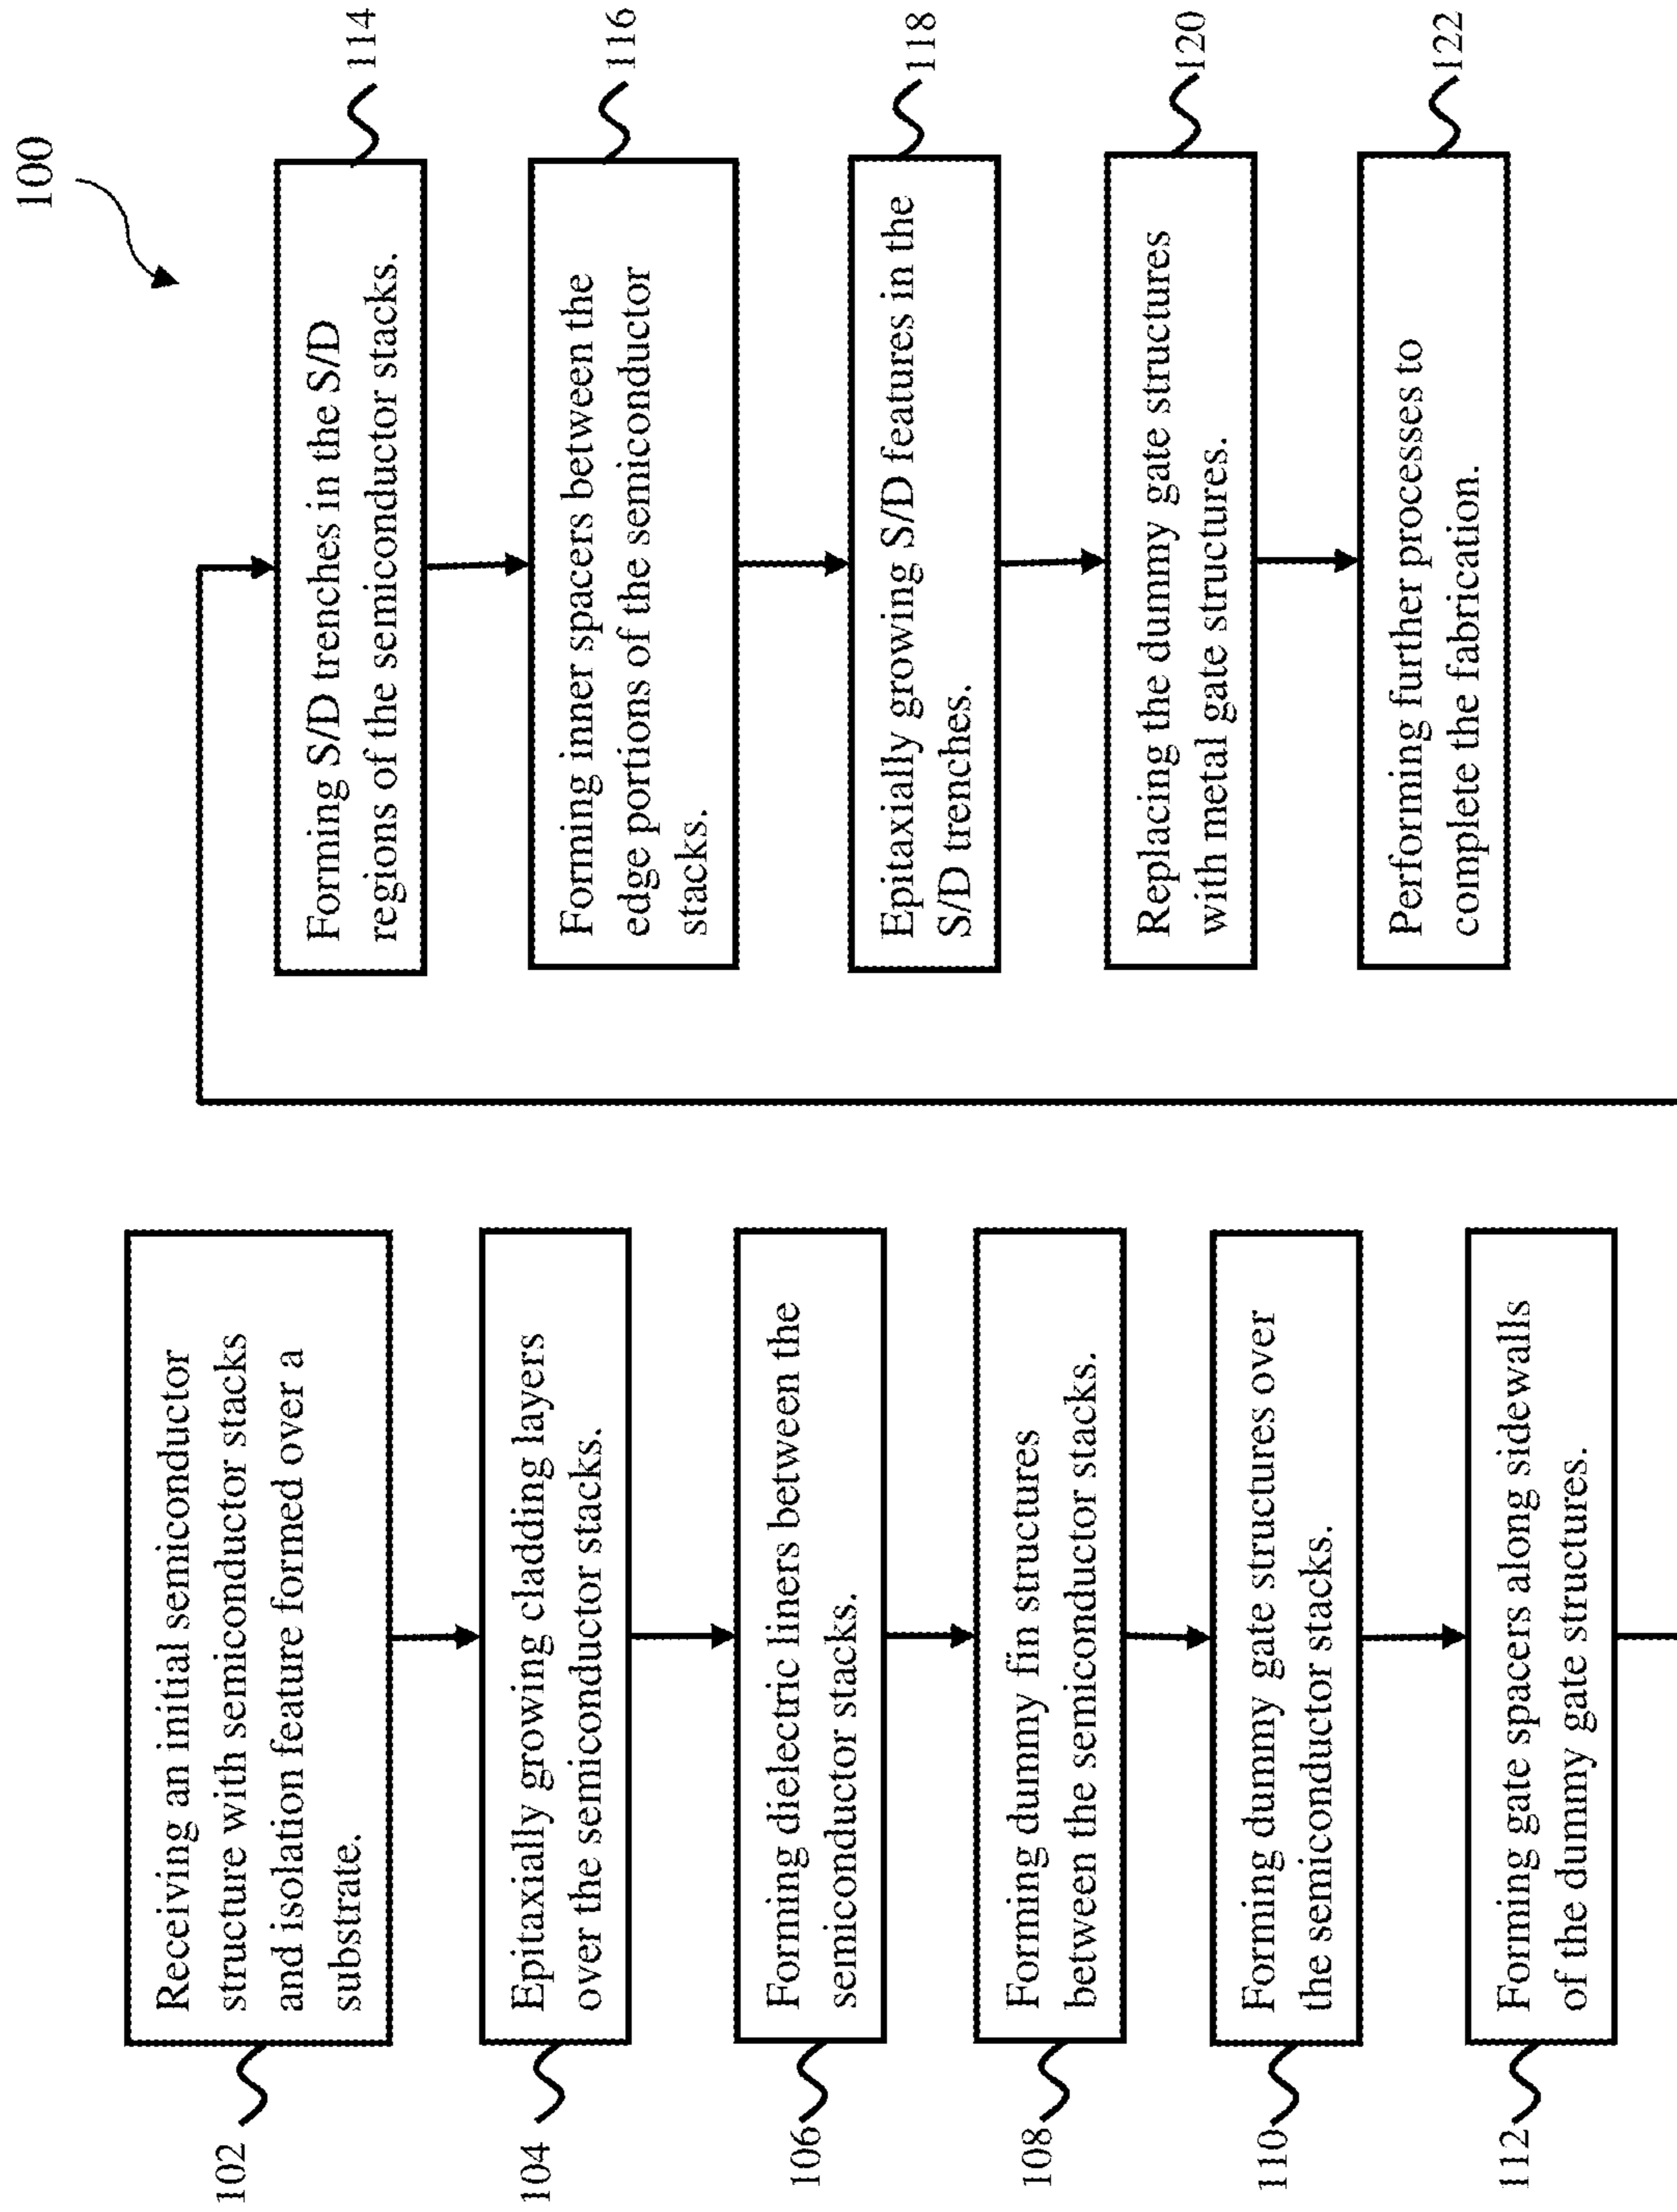 100
102
Receiving an initial semiconductor
structure with semiconductor stacks
and isolation feature formed over a
substrate.
104
Epitaxially growing cladding layers
over the semiconductor stacks.
106
Forming dielectric liners between the
semiconductor stacks.
108
Forming dummy fin structures
between the semiconductor stacks.
110
Forming dummy gate structures over
the semiconductor stacks.
112
Forming gate spacers along sidewalls
of the dummy gate structures.
114
Forming S/D trenches in the S/D
regions of the semiconductor stacks.
116
Forming inner spacers between the
edge portions of the semiconductor
stacks.
118
Epitaxially growing S/D features in the
S/D trenches.
120
Replacing the dummy gate structures
with metal gate structures.
122
Performing further processes to
complete the fabrication.